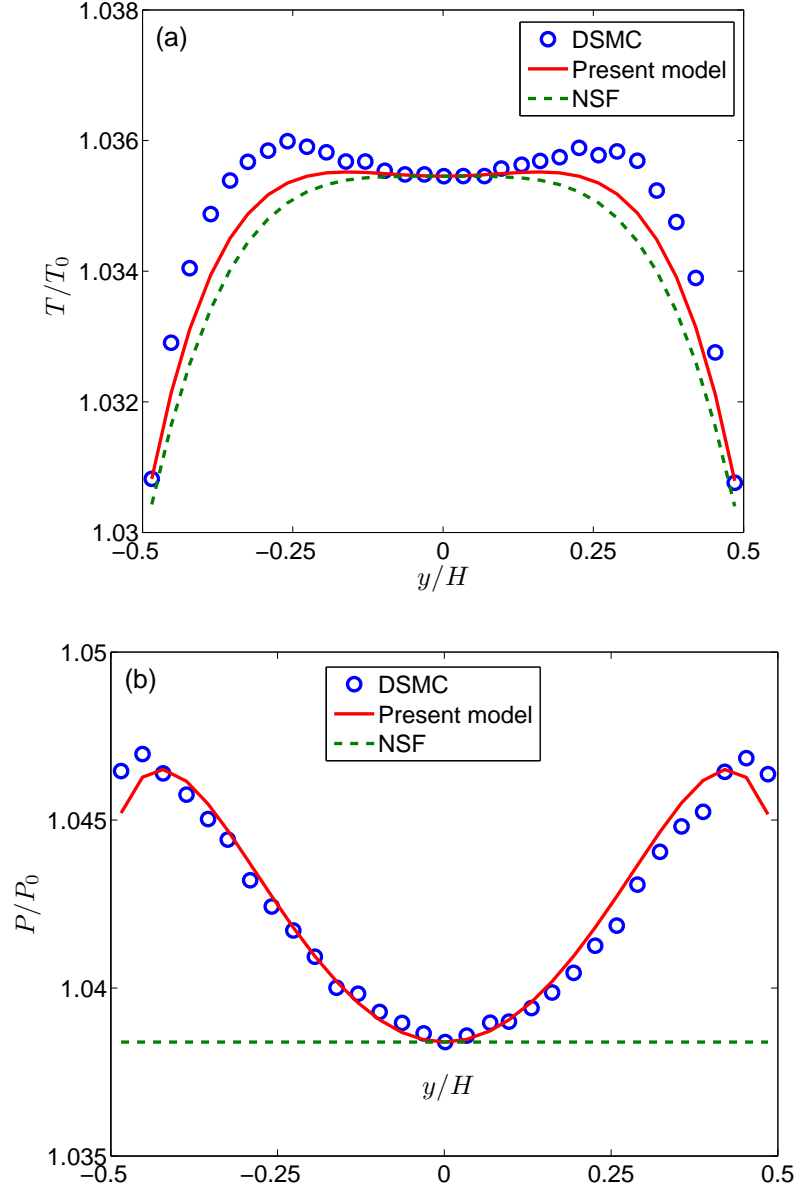 1.038
(a)
DSMC
Present model
NSF
1.036
T/T₀
1.034
1.032
1.03
−0.5 −0.25 0 0.25 0.5
y/H
1.05
(b)
DSMC
Present model
NSF
1.045
P/P₀
1.04
y/H
1.035
−0.5 −0.25 0 0.25 0.5